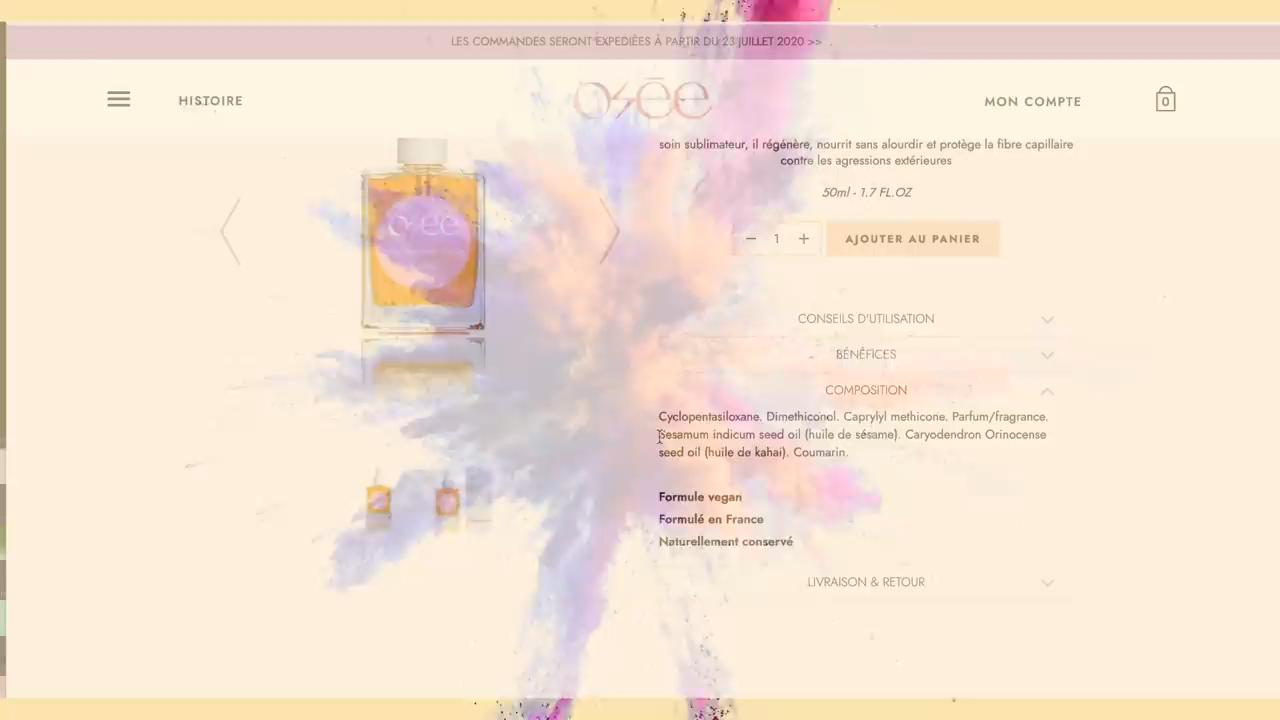 LES COMMANDES SERONT EXPEDIÉES À PARTIR DU 23 JUILLET 2020 >>
HISTOIRE
osēe
MON COMPTE
0
soin sublimateur, il régénère, nourrit sans alourdir et protège la fibre capillaire
contre les agressions extérieures
50ml - 1.7 FL.OZ
osēe
− 1 +
AJOUTER AU PANIER
CONSEILS D'UTILISATION
BÉNÉFICES
COMPOSITION
Cyclopentasiloxane. Dimethiconol. Caprylyl methicone. Parfum/fragrance.
Sesamum indicum seed oil (huile de sésame). Caryodendron Orinocense
seed oil (huile de kahai). Coumarin.
Formule vegan
Formulé en France
Naturellement conservé
LIVRAISON & RETOUR